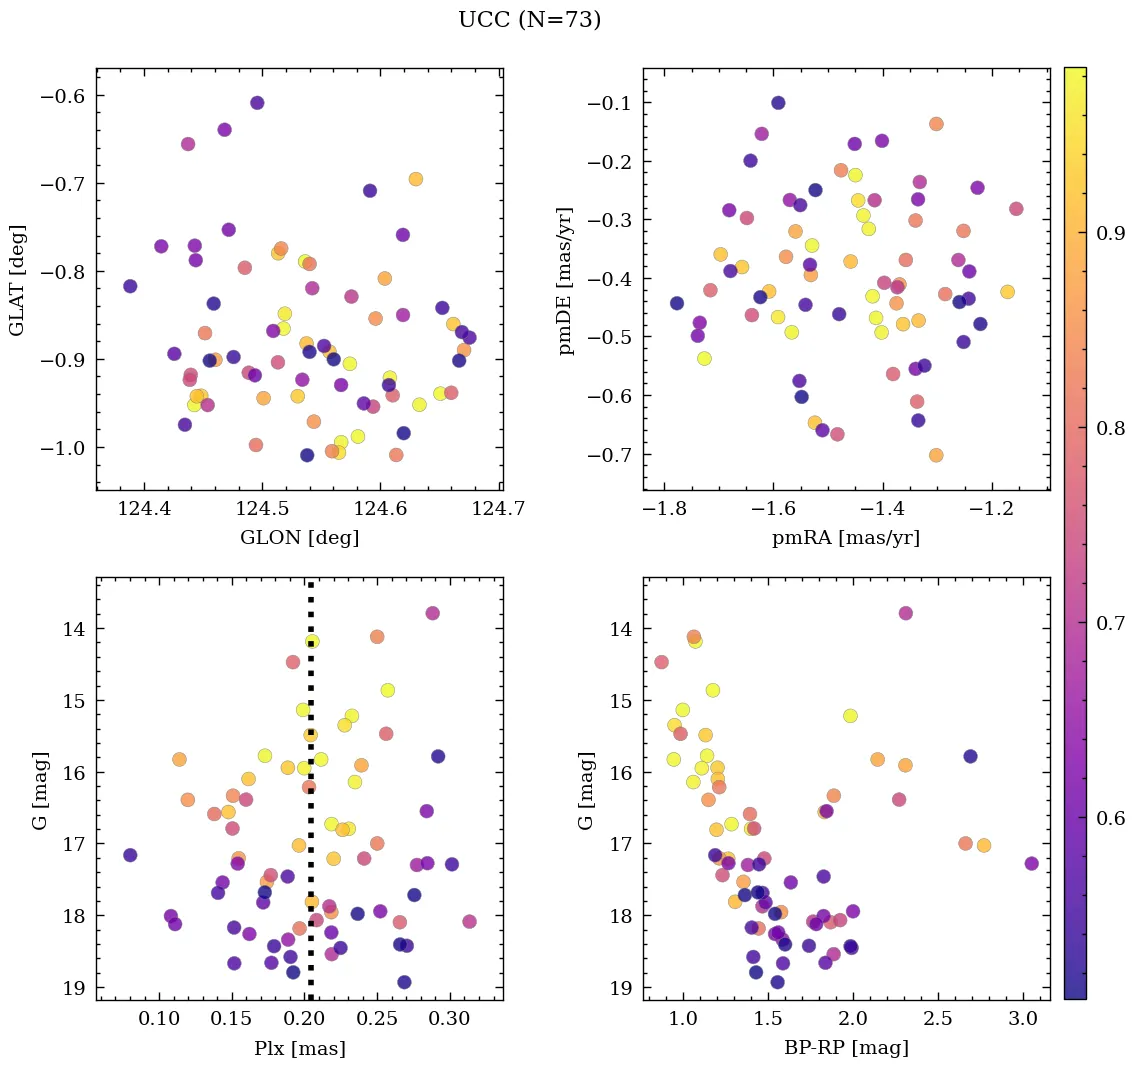 UCC (N=73)
−0.6
−0.7
−0.8
−0.9
−1.0
GLAT [deg]
124.4 124.5 124.6 124.7
GLON [deg]
−0.1
−0.2
−0.3
−0.4
−0.5
−0.6
−0.7
pmDE [mas/yr]
−1.8 −1.6 −1.4 −1.2
pmRA [mas/yr]
14
15
16
17
18
19
G [mag]
0.10 0.15 0.20 0.25 0.30
Plx [mas]
14
15
16
17
18
19
G [mag]
1.0 1.5 2.0 2.5 3.0
BP-RP [mag]
0.9
0.8
0.7
0.6